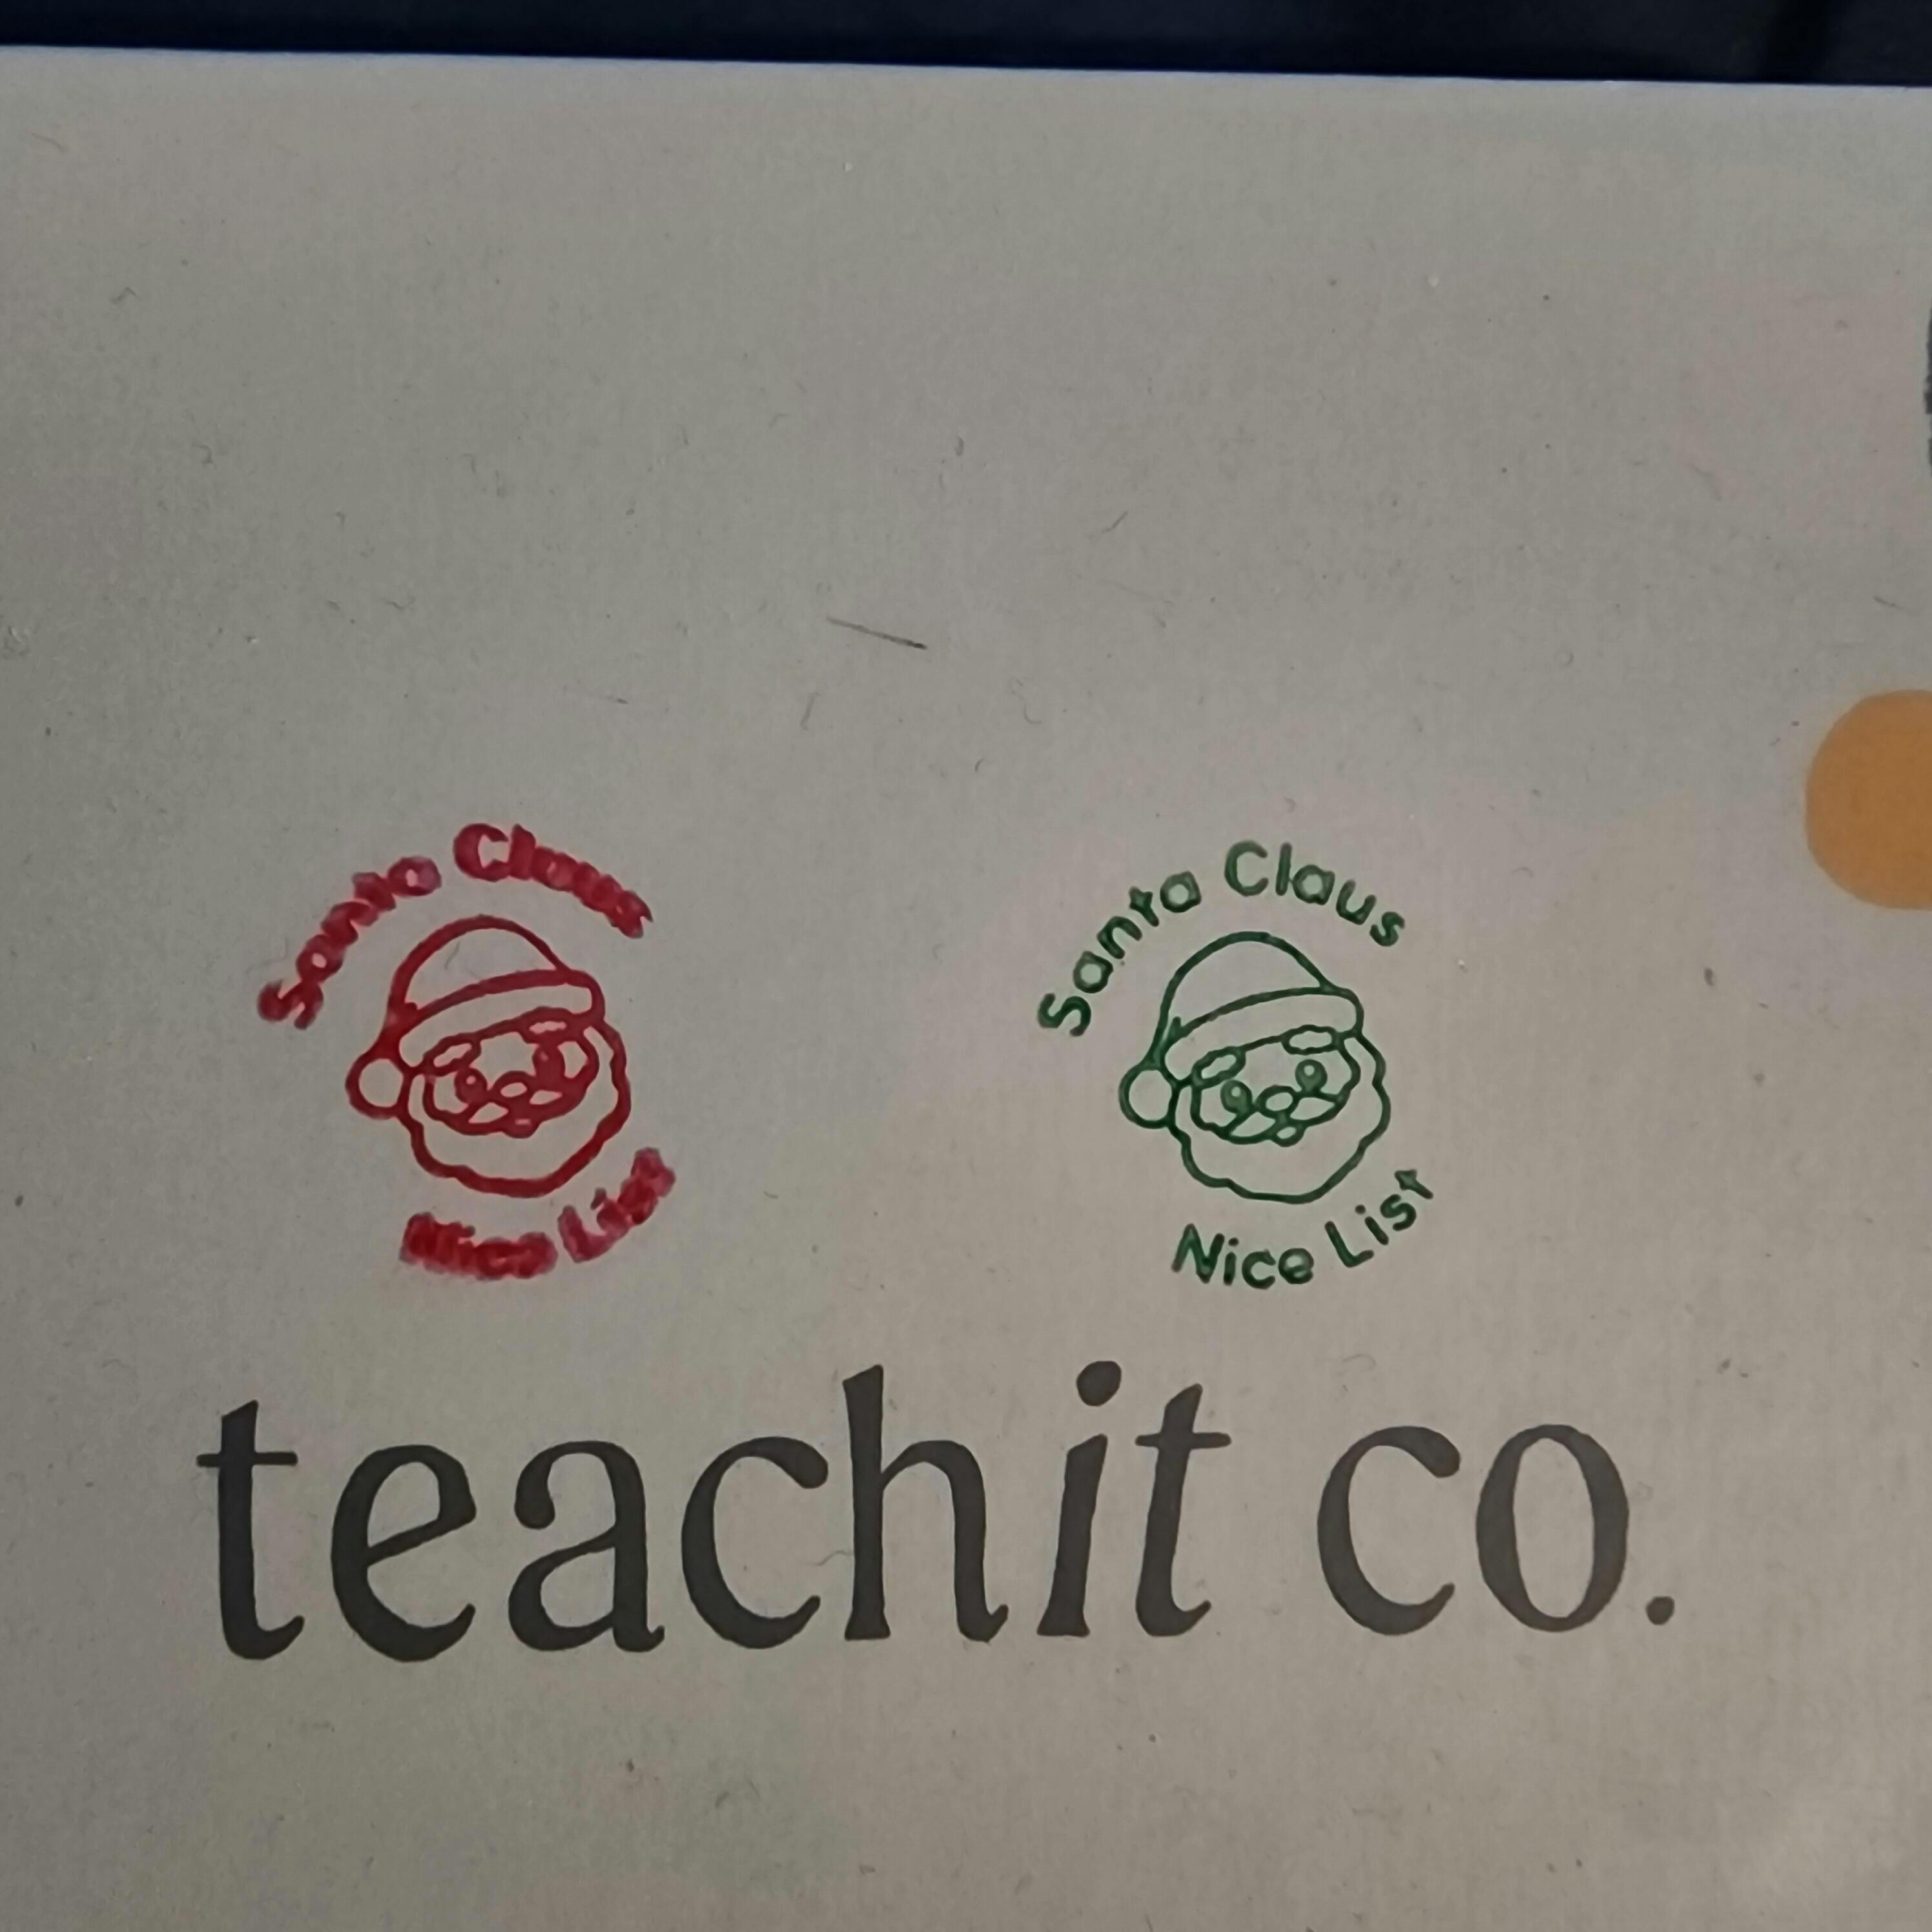 Santa Claus
Nice List
Santa Claus
Nice List
teachit co.